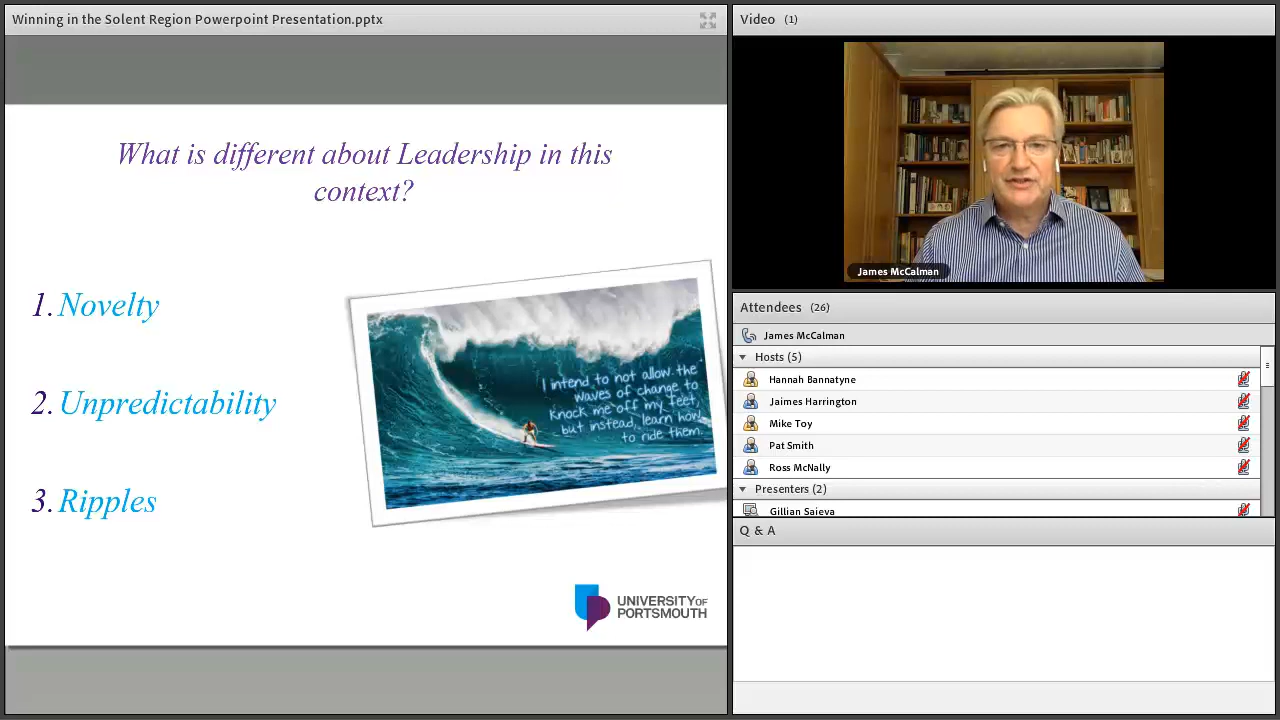 Winning in the Solent Region Powerpoint Presentation.pptx
What is different about Leadership in this
context?
1. Novelty
2. Unpredictability
3. Ripples
I intend to not allow the
waves of change to
knock me off my feet,
but instead, learn how
to ride them.
UNIVERSITY OF
PORTSMOUTH
Video (1)
James McCalman
Attendees (26)
James McCalman
Hosts (5)
Hannah Bannatyne
Jaimes Harrington
Mike Toy
Pat Smith
Ross McNally
Presenters (2)
Gillian Saieva
Q & A